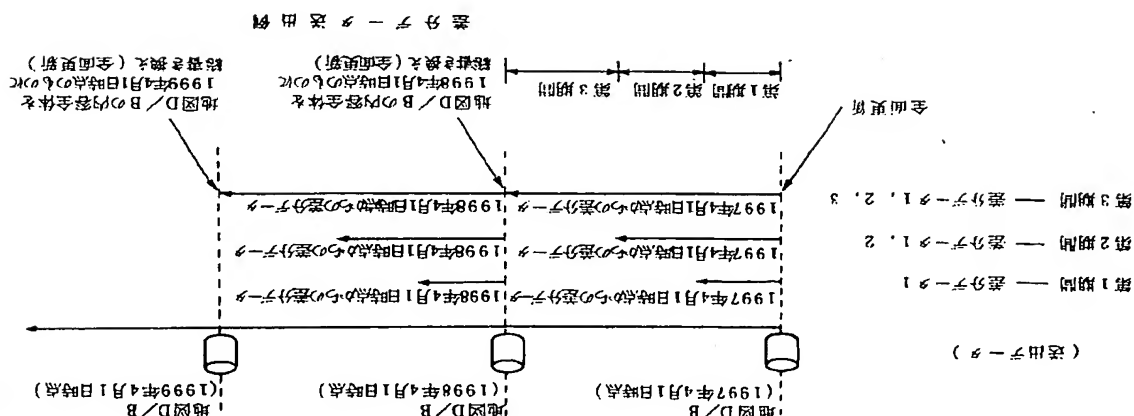 地図D/B
(1997年4月1日時点)
地図D/B
(1998年4月1日時点)
地図D/B
(1999年4月1日時点)
(送出データ)
第1期間 — 差分データ1
1997年4月1日時点からの差分データ
1998年4月1日時点からの差分データ
第2期間 — 差分データ1, 2
1997年4月1日時点からの差分データ
1998年4月1日時点からの差分データ
第3期間 — 差分データ1, 2, 3
1997年4月1日時点からの差分データ
1998年4月1日時点からの差分データ
全面更新
第1期間
第2期間
第3期間
地図D/Bの内容全体を
1998年4月1日時点のものに
総書き換え(全面更新)
地図D/Bの内容全体を
1999年4月1日時点のものに
総書き換え(全面更新)
差分データ送出例